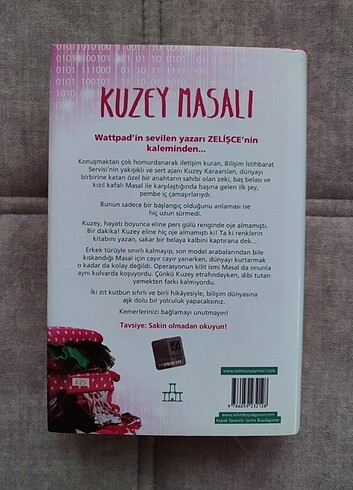 KUZEY MASALI
Wattpad'in sevilen yazarı ZELİŞCE'nin
kaleminden...
Konuşmaktan çok homurdanarak iletişim kuran, Bilişim İstihbarat
Servisi'nin yakışıklı ve sert ajanı Kuzey Karaarslan, dünyayı
birbirine katan özel bir anahtarın sahibi olan zeki, baş belası ve
kızıl kafalı Masal ile karşılaştığında başına gelen ilk şey,
pembe iç çamaşırlarıydı.
Bunun sadece bir başlangıç olduğunu anlaması ise
hiç uzun sürmedi.
Kuzey, hayatı boyunca eline pers gülü renginde oje almamıştı.
Bir dakika! Kuzey eline hiç oje almamıştı ki! Ta ki renklerin
kitabını yazan, sakar bir belaya kalbini kaptırana dek...
Erkek türüyle sınırlı kalmayıp, son model arabalarından bile
kıskandığı Masal için cayır cayır yanarken, dünyayı kurtarmak
o kadar da kolay değildi. Operasyonun kilit ismi Masal da onunla
aynı kulvarda koşuyordu. Çünkü Kuzey etrafındayken, dibi tutan
yemekten farkı kalmıyordu.
İki zıt kutbun sıfırlı ve birli hikâyesiyle, bilişim dünyasına
aşk dolu bir yolculuk yapacaksınız.
Kemerlerinizi bağlamayı unutmayın!
Tavsiye: Sakin olmadan okuyun!
₺25
9 786059 232128